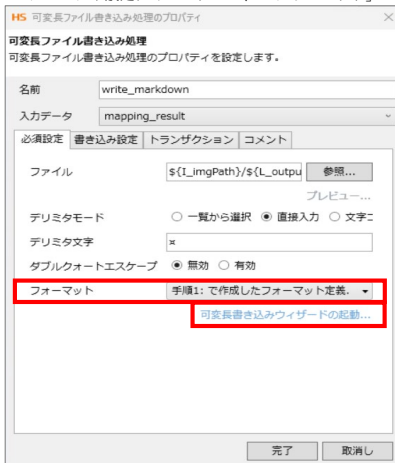 HS 可変長ファイル書き込み処理のプロパティ
可変長ファイル書き込み処理
可変長ファイル書き込み処理のプロパティを設定します。
名前 write_markdown
入力データ mapping_result
必須設定 書き込み設定 トランザクション コメント
ファイル ${I_imgPath}/${L_outpu 参照...
プレビュー...
デリミタモード 一覧から選択 直接入力 文字コ
デリミタ文字 ¤
ダブルクォートエスケープ 無効 有効
フォーマット 手順1: で作成したフォーマット定義.
可変長書き込みウィザードの起動...
完了 取消し